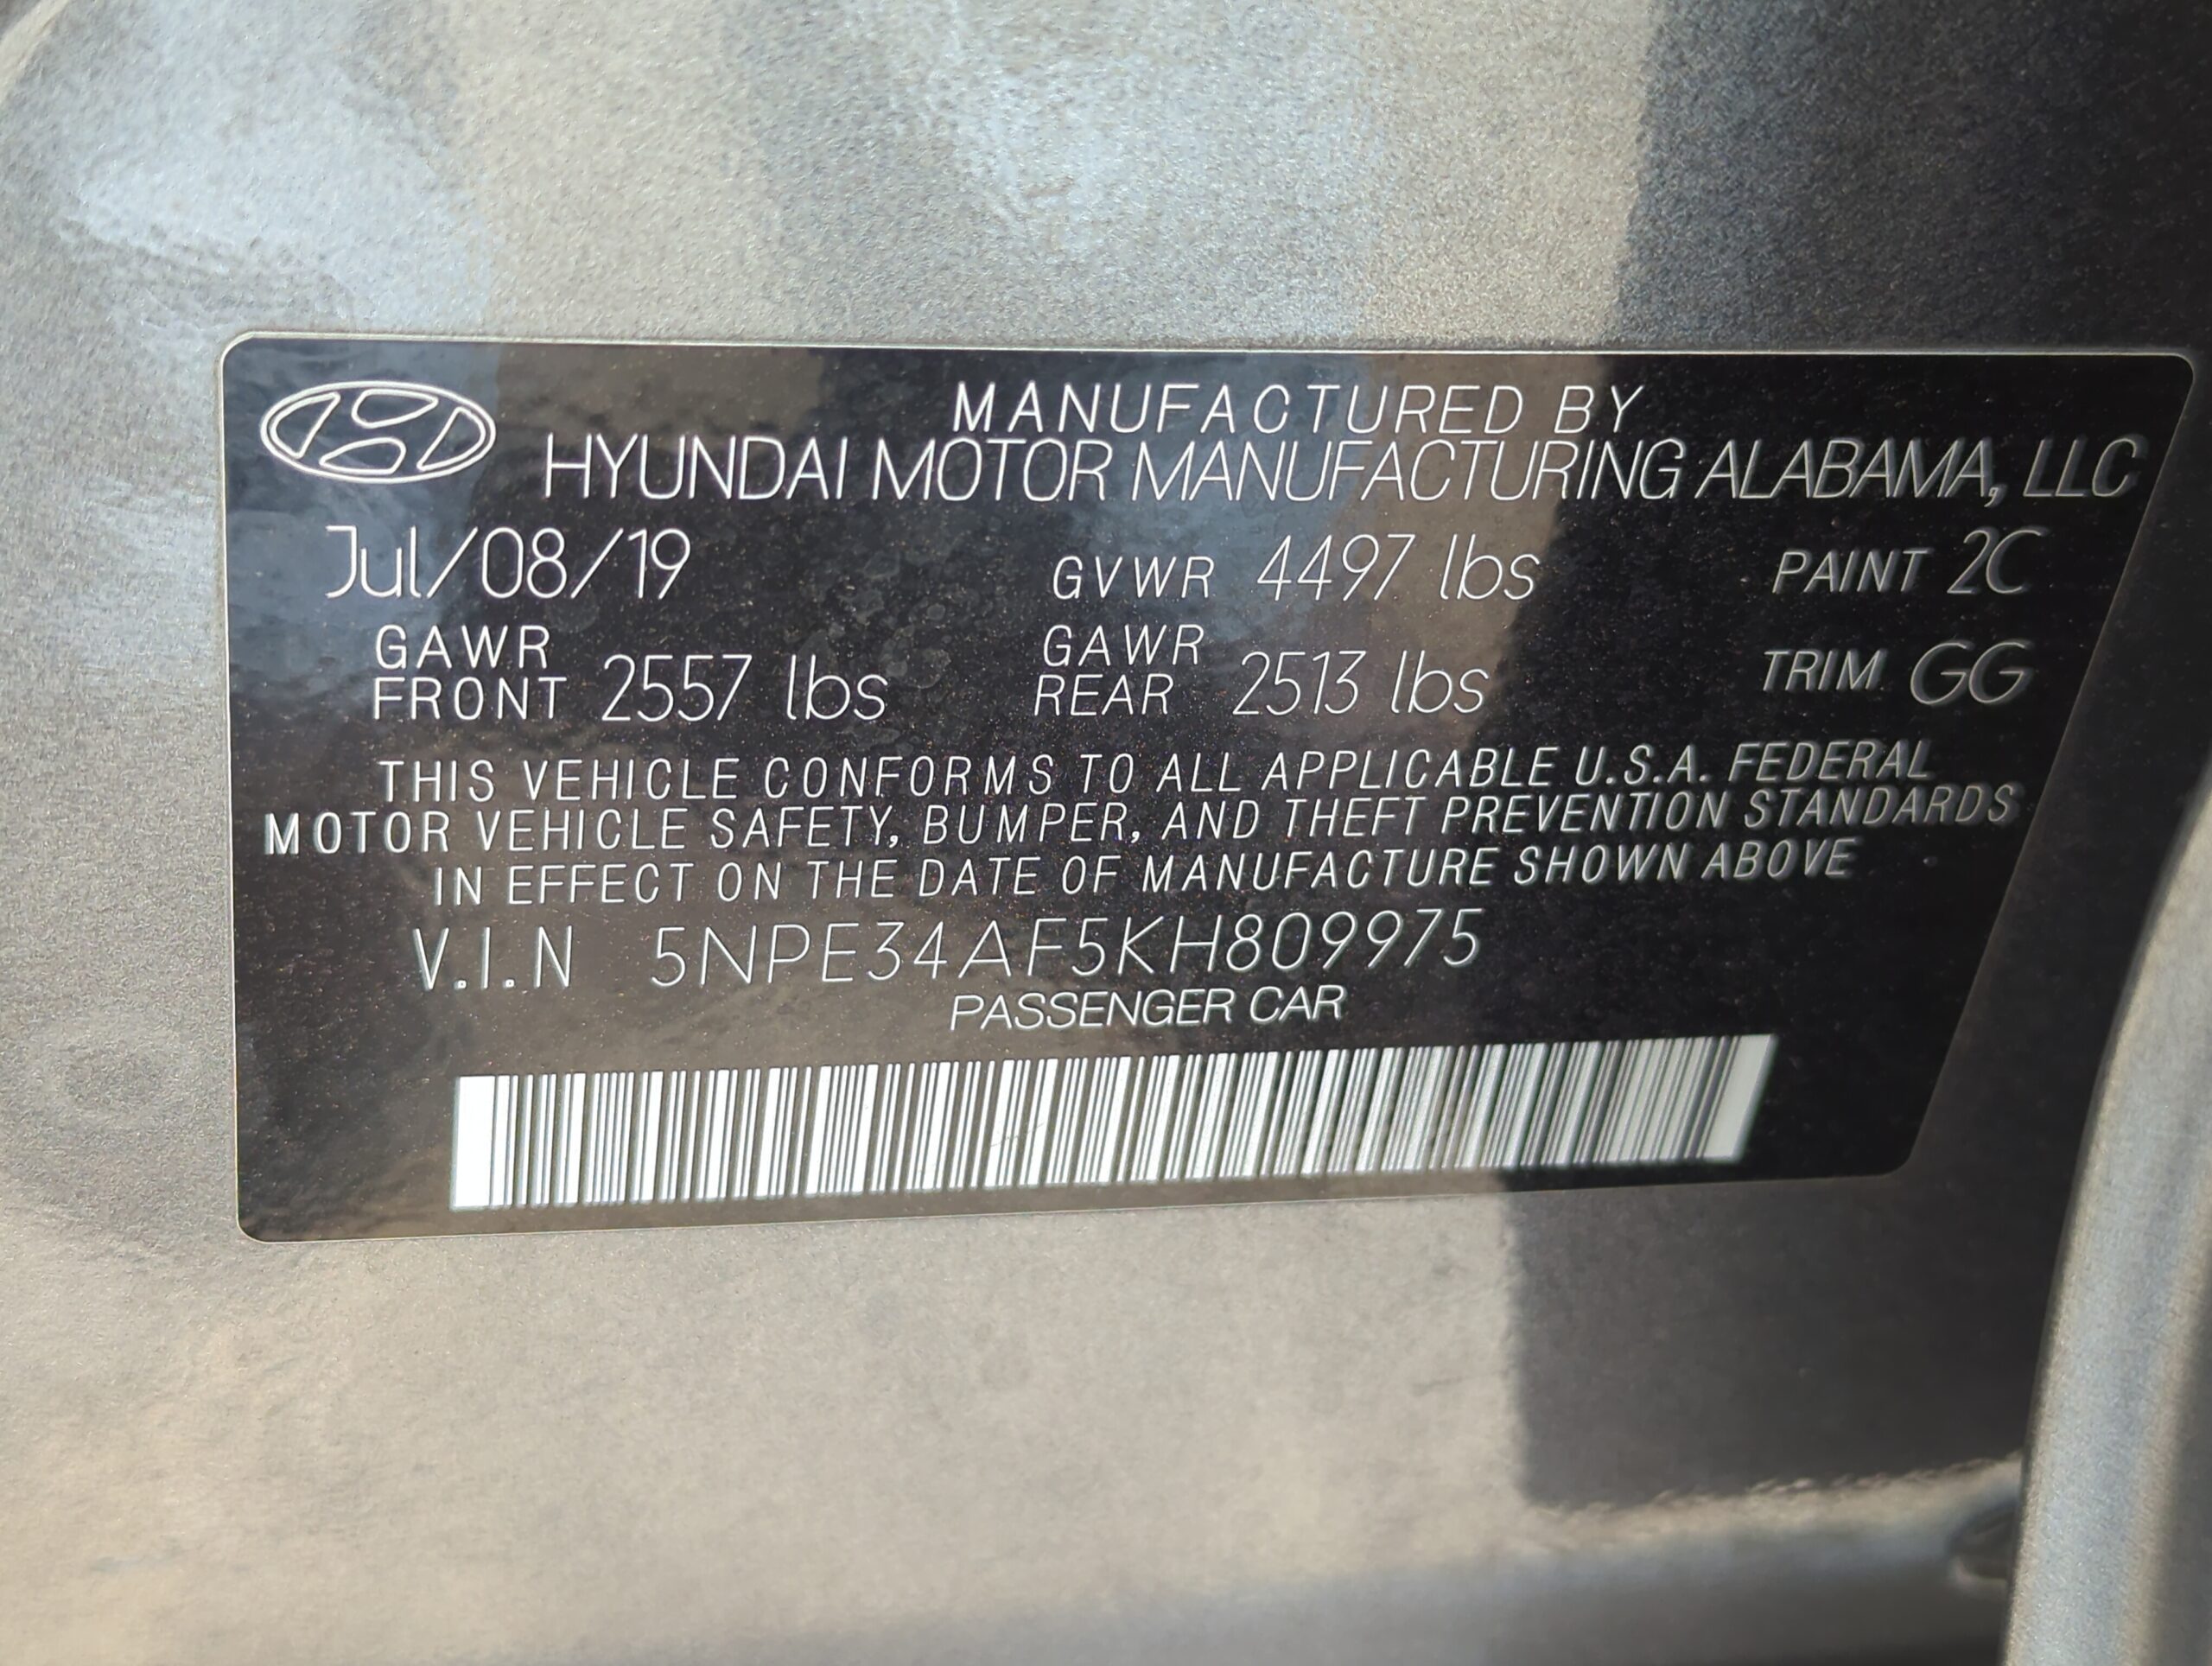 MANUFACTURED BY
HYUNDAI MOTOR MANUFACTURING ALABAMA, LLC
Jul/08/19 GVWR 4497 lbs PAINT 2C
GAWR FRONT 2557 lbs GAWR REAR 2513 lbs TRIM GG
THIS VEHICLE CONFORMS TO ALL APPLICABLE U.S.A. FEDERAL
MOTOR VEHICLE SAFETY, BUMPER, AND THEFT PREVENTION STANDARDS
IN EFFECT ON THE DATE OF MANUFACTURE SHOWN ABOVE
V.I.N 5NPE34AF5KH809975
PASSENGER CAR